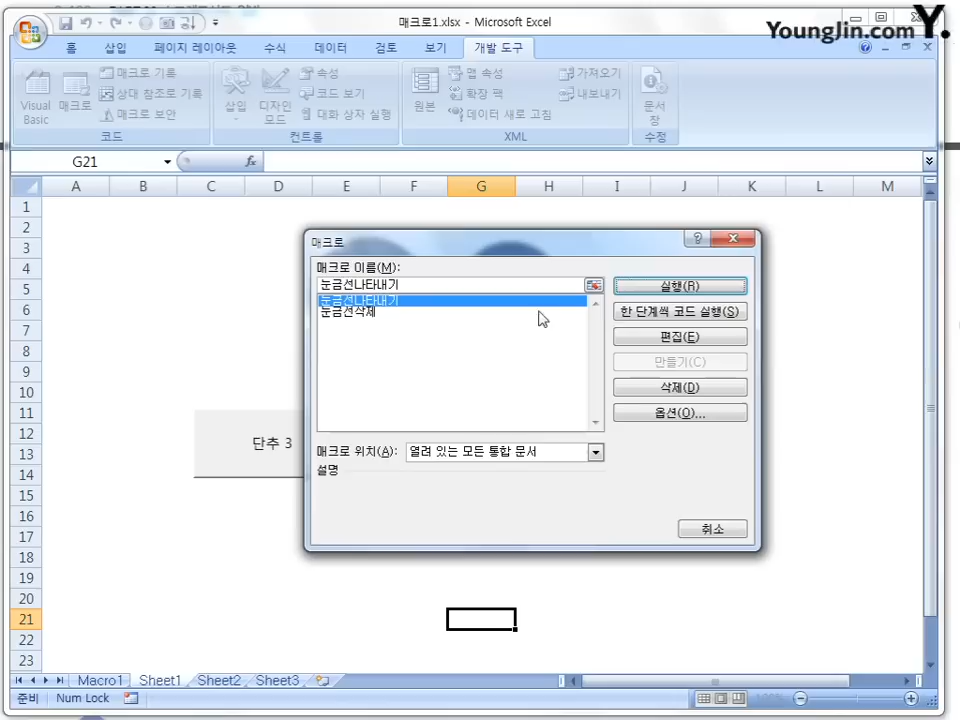 매크로1.xlsx - Microsoft Excel
YoungJin.com Y.
홈 삽입 페이지 레이아웃 수식 데이터 검토 보기 개발 도구
Visual Basic
매크로
매크로 기록
상대 참조로 기록
매크로 보안
코드
삽입
디자인 모드
속성
코드 보기
대화 상자 실행
컨트롤
원본
맵 속성
확장 팩
데이터 새로 고침
가져오기
내보내기
XML
문서 창
수정
G21
fx
A B C D E F G H I J K L M
1
2
3
4
5
6
7
8
9
10
11
12
13
14
15
16
17
18
19
20
21
22
23
단추 3
매크로
매크로 이름(M):
눈금선나타내기
눈금선나타내기
눈금선삭제
실행(R)
한 단계씩 코드 실행(S)
편집(E)
만들기(C)
삭제(D)
옵션(O)...
매크로 위치(A): 열려 있는 모든 통합 문서
설명
취소
Macro1 Sheet1 Sheet2 Sheet3
준비 Num Lock 100%